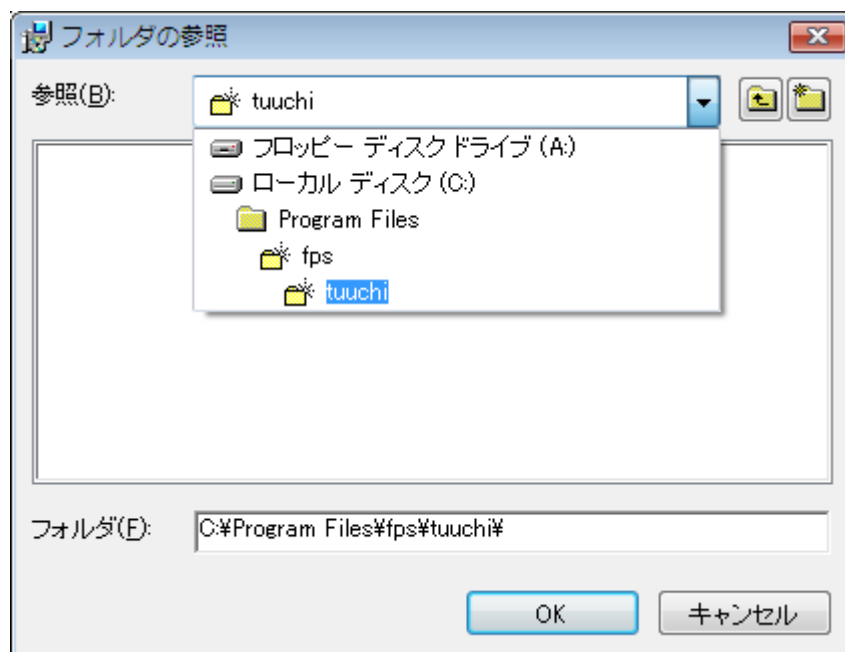 フォルダの参照
参照(B):
tuuchi
フロッピー ディスク ドライブ (A:)
ローカル ディスク (C:)
Program Files
fps
tuuchi
フォルダ(F):
C:¥Program Files¥fps¥tuuchi¥
OK
キャンセル